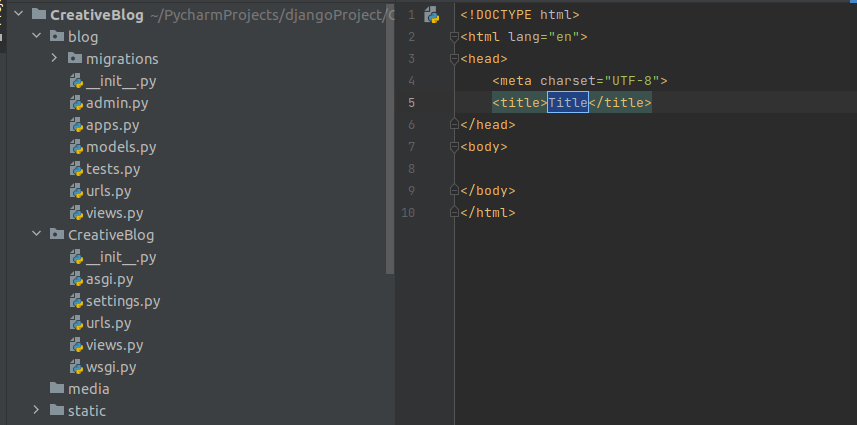 CreativeBlog ~/PycharmProjects/djangoProject/
blog
migrations
__init__.py
admin.py
apps.py
models.py
tests.py
urls.py
views.py
CreativeBlog
__init__.py
asgi.py
settings.py
urls.py
views.py
wsgi.py
media
static
1 <!DOCTYPE html>
2 <html lang="en">
3 <head>
4 <meta charset="UTF-8">
5 <title>Title</title>
6 </head>
7 <body>
8
9 </body>
10 </html>